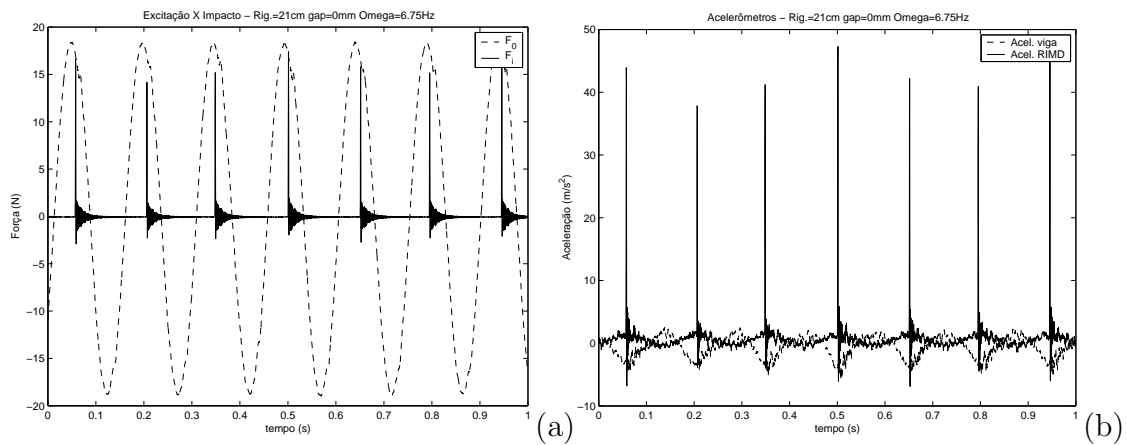 Excitação X Impacto – Rig.=21cm gap=0mm Omega=6.75Hz
20
15
10
5
0
−5
−10
−15
−20
Força (N)
F_0
F_i
0 0.1 0.2 0.3 0.4 0.5 0.6 0.7 0.8 0.9 1
tempo (s)
(a)
Acelerômetros – Rig.=21cm gap=0mm Omega=6.75Hz
50
40
30
20
10
0
−10
Aceleração (m/s²)
Acel. viga
Acel. RIMD
0 0.1 0.2 0.3 0.4 0.5 0.6 0.7 0.8 0.9 1
tempo (s)
(b)